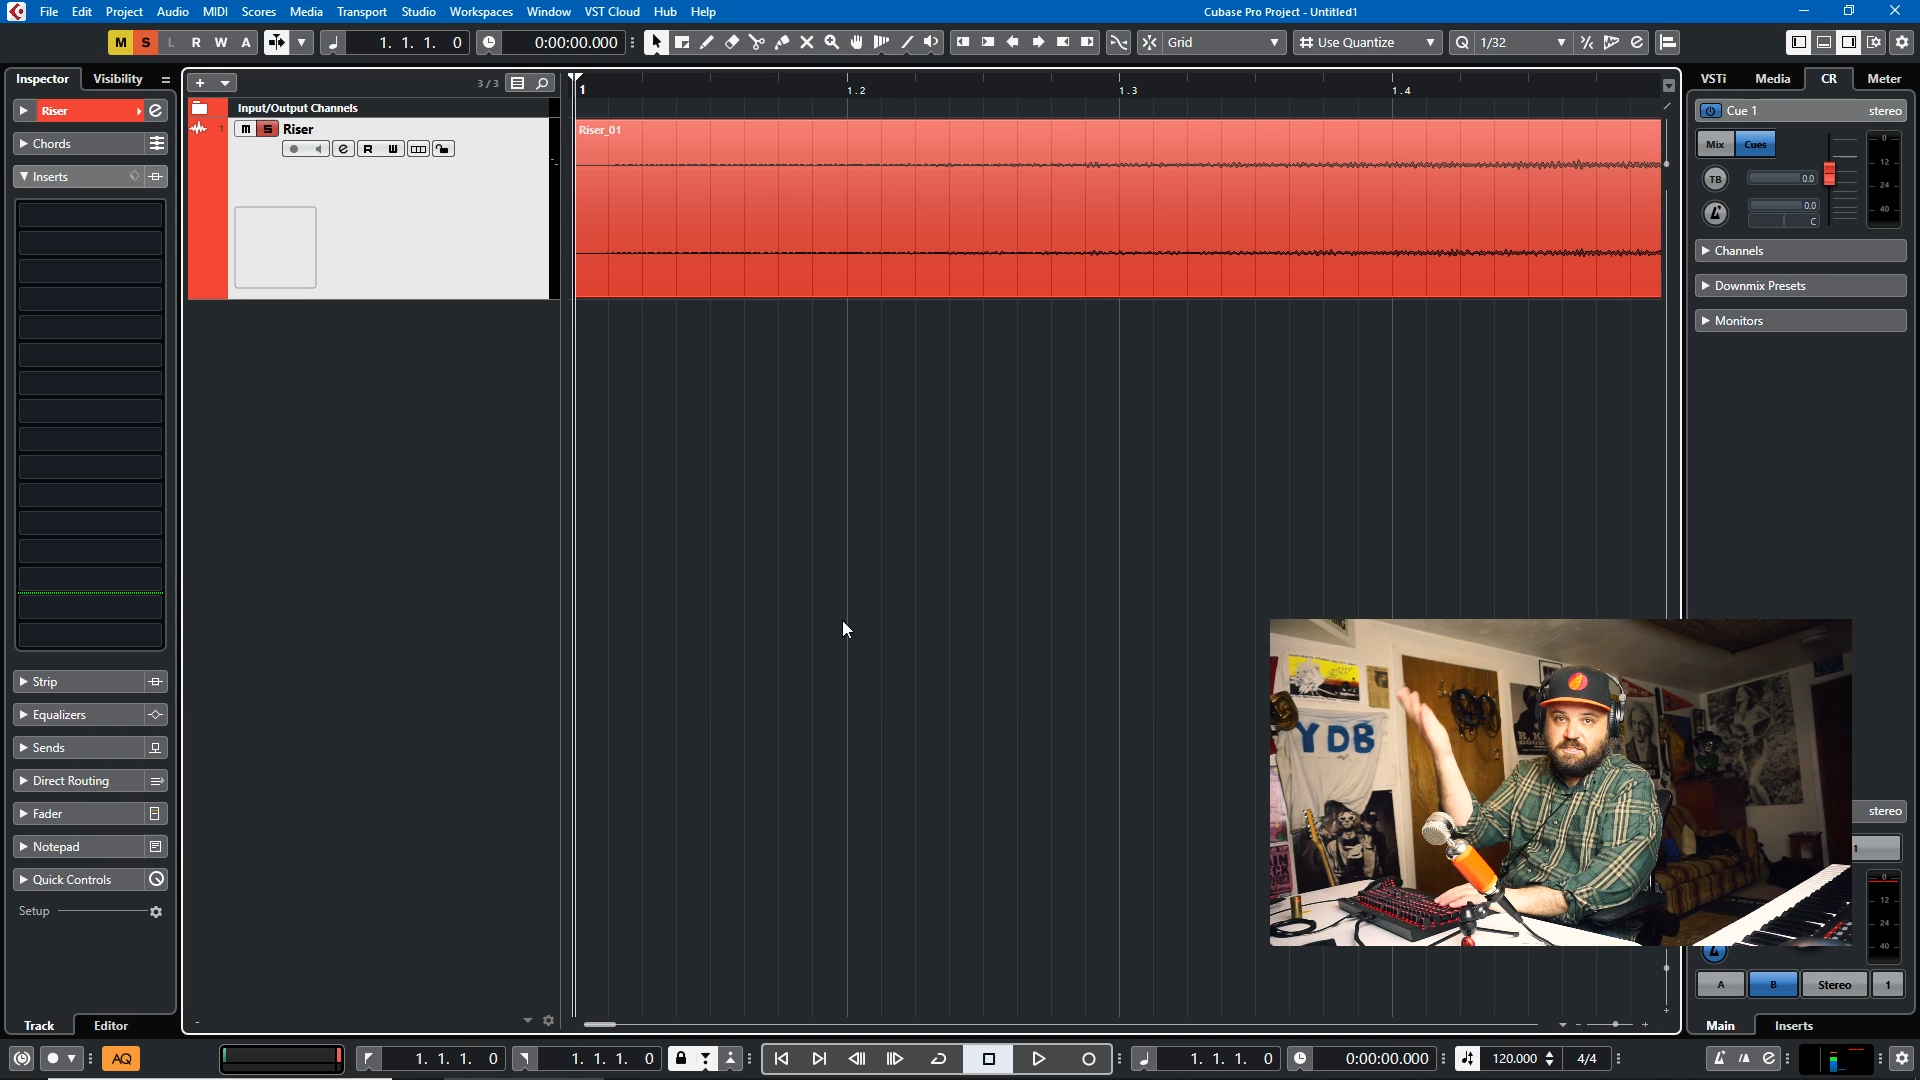 File Edit Project Audio MIDI Scores Media Transport Studio Workspaces Window VST Cloud Hub Help
Cubase Pro Project - Untitled1
M S L R W A
1. 1. 1. 0
0:00:00.000
Grid
Use Quantize
Q 1/32
Inspector Visibility
3/3
1
1.2
1.3
1.4
VSTi Media CR Meter
Riser
Input/Output Channels
Cue 1 stereo
Chords
1 m S Riser
Riser_01
R W
Mix Cues
0
12
24
40
Inserts
TB 0.0
0.0
C
Channels
Downmix Presets
Monitors
Strip
Equalizers
Sends
Direct Routing
Fader
Notepad
Quick Controls
Setup
YDB
stereo
1
0
12
24
40
A B Stereo 1
Track Editor
Main Inserts
AQ
1. 1. 1. 0
1. 1. 1. 0
1. 1. 1. 0
0:00:00.000
120.000
4/4